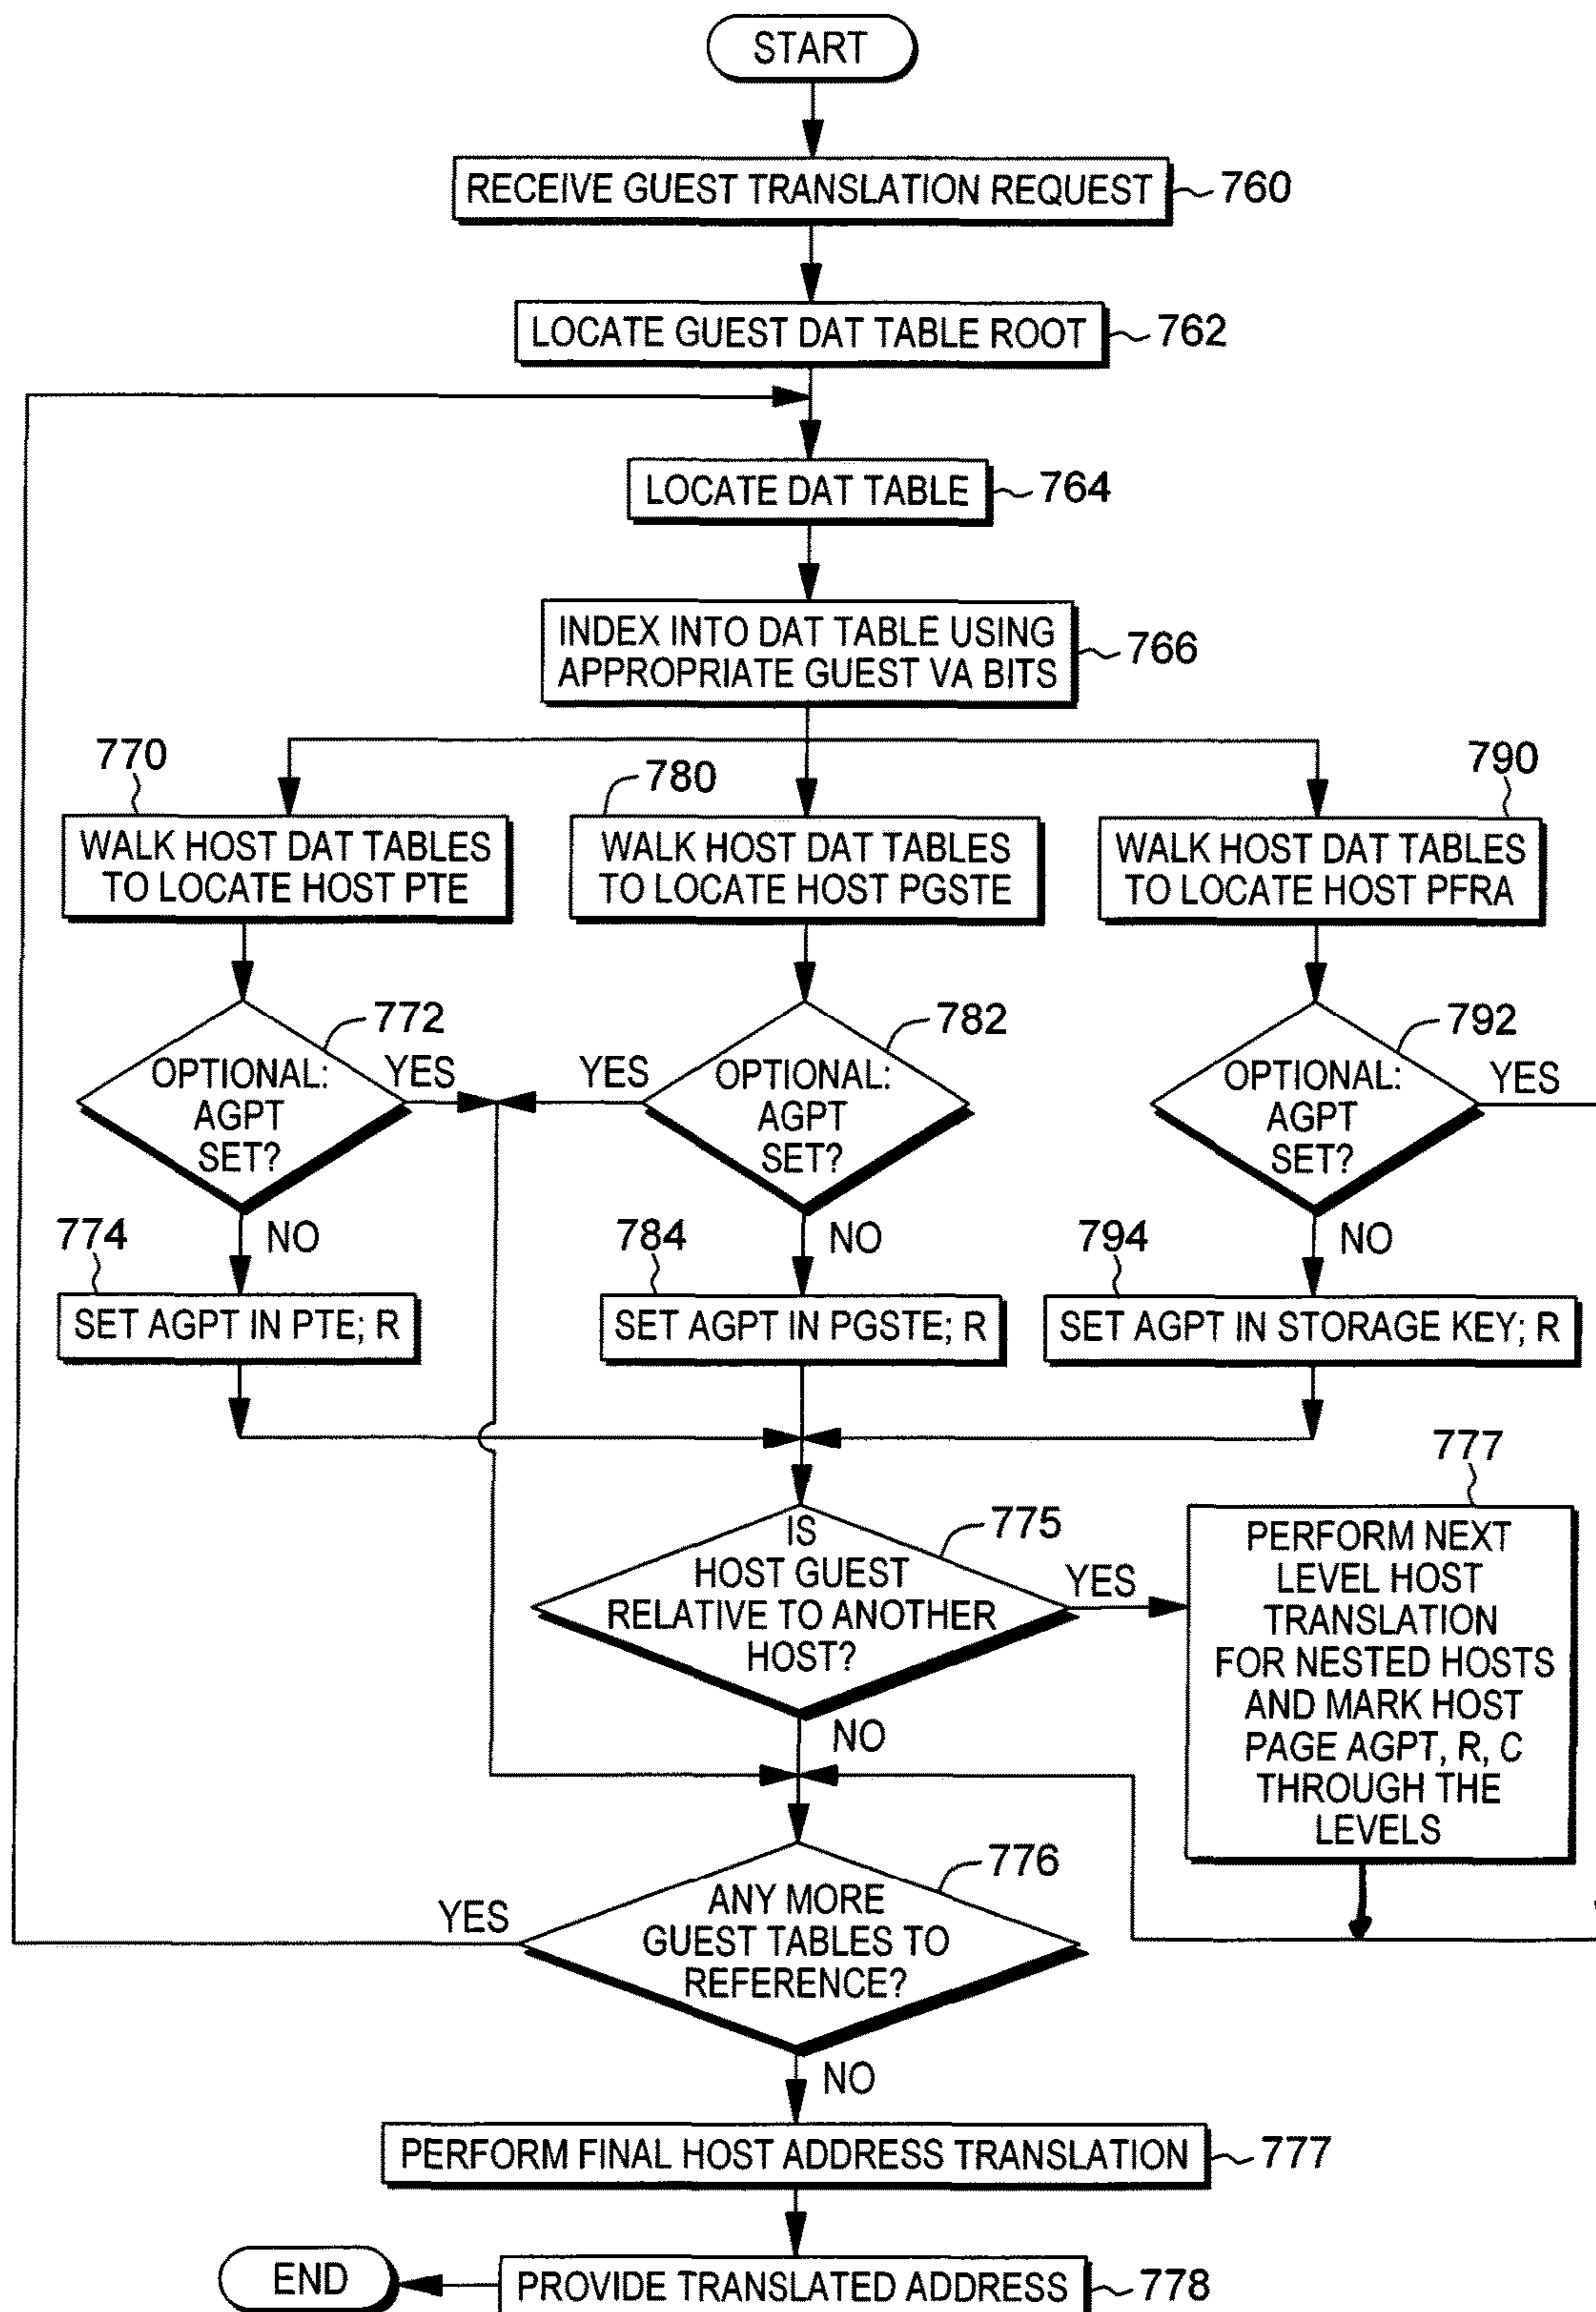 START
RECEIVE GUEST TRANSLATION REQUEST
760
LOCATE GUEST DAT TABLE ROOT
762
LOCATE DAT TABLE
764
INDEX INTO DAT TABLE USING
APPROPRIATE GUEST VA BITS
766
770
WALK HOST DAT TABLES
TO LOCATE HOST PTE
780
WALK HOST DAT TABLES
TO LOCATE HOST PGSTE
790
WALK HOST DAT TABLES
TO LOCATE HOST PFRA
772
OPTIONAL:
AGPT
SET?
YES
NO
782
OPTIONAL:
AGPT
SET?
YES
NO
792
OPTIONAL:
AGPT
SET?
YES
NO
774
SET AGPT IN PTE; R
784
SET AGPT IN PGSTE; R
794
SET AGPT IN STORAGE KEY; R
775
IS
HOST GUEST
RELATIVE TO ANOTHER
HOST?
YES
NO
777
PERFORM NEXT
LEVEL HOST
TRANSLATION
FOR NESTED HOSTS
AND MARK HOST
PAGE AGPT, R, C
THROUGH THE
LEVELS
776
ANY MORE
GUEST TABLES TO
REFERENCE?
YES
NO
PERFORM FINAL HOST ADDRESS TRANSLATION
777
END
PROVIDE TRANSLATED ADDRESS
778